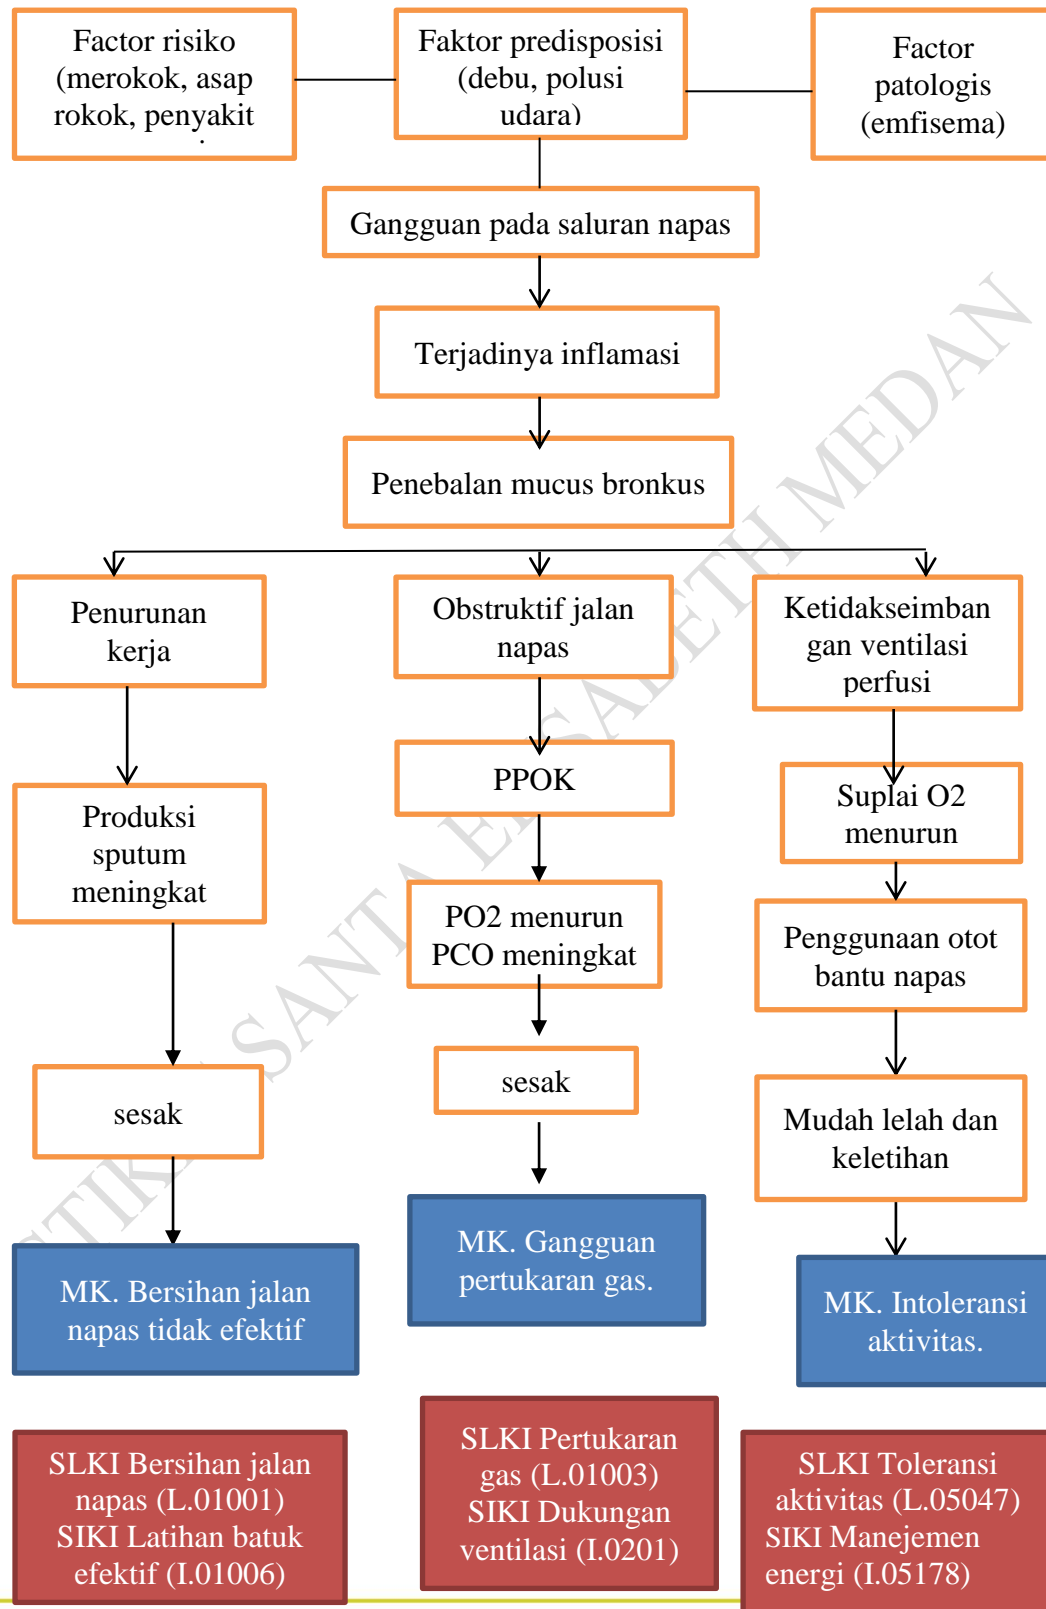 Factor risiko
(merokok, asap
rokok, penyakit
Faktor predisposisi
(debu, polusi
udara)
Factor
patologis
(emfisema)
Gangguan pada saluran napas
Terjadinya inflamasi
Penebalan mucus bronkus
Penurunan
kerja
Obstruktif jalan
napas
Ketidakseimban
gan ventilasi
perfusi
Produksi
sputum
meningkat
PPOK
Suplai O2
menurun
PO2 menurun
PCO meningkat
Penggunaan otot
bantu napas
sesak
sesak
Mudah lelah dan
keletihan
MK. Bersihan jalan
napas tidak efektif
MK. Gangguan
pertukaran gas.
MK. Intoleransi
aktivitas.
SLKI Bersihan jalan
napas (L.01001)
SIKI Latihan batuk
efektif (I.01006)
SLKI Pertukaran
gas (L.01003)
SIKI Dukungan
ventilasi (I.0201)
SLKI Toleransi
aktivitas (L.05047)
SIKI Manejemen
energi (I.05178)
SANTA ELISABETH MEDAN